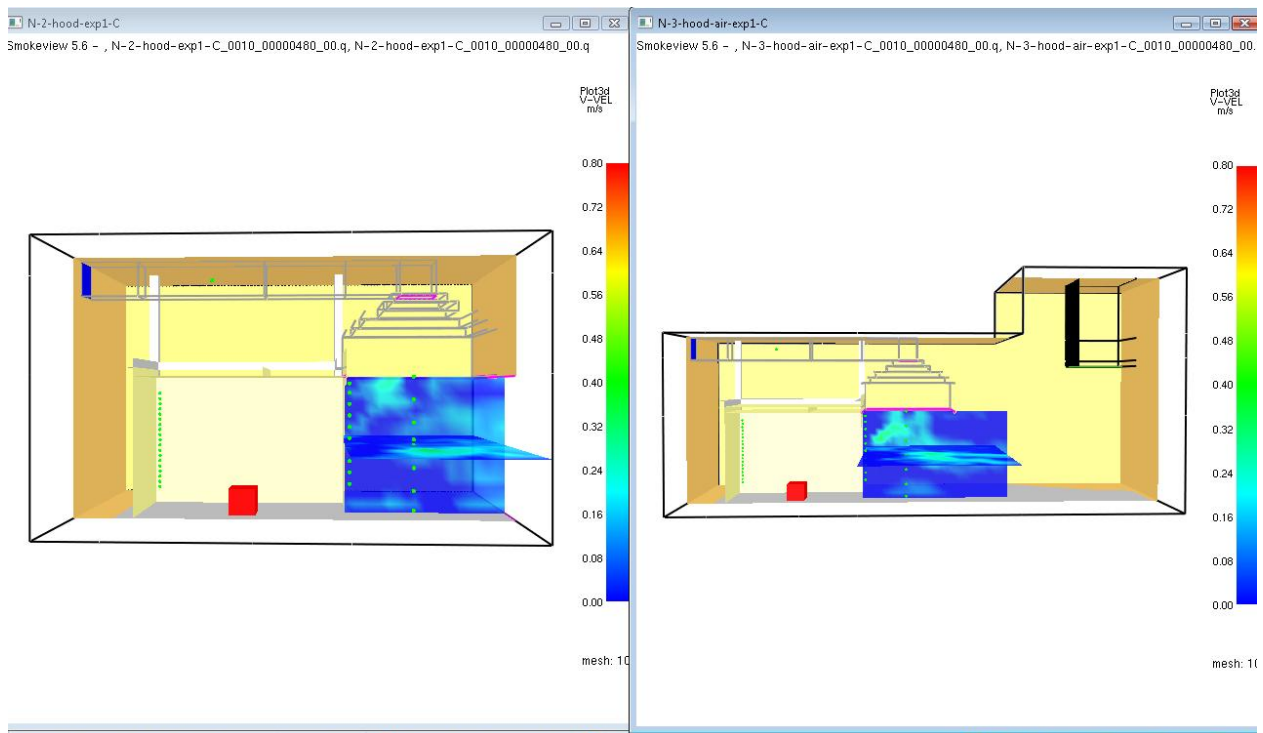 N-2-hood-exp1-C
Smokeview 5.6 - , N-2-hood-exp1-C_0010_00000480_00.q, N-2-hood-exp1-C_0010_00000480_00.q
Plot3d
V-VEL
m/s
0.80
0.72
0.64
0.56
0.48
0.40
0.32
0.24
0.16
0.08
0.00
mesh: 10
N-3-hood-air-exp1-C
Smokeview 5.6 - , N-3-hood-air-exp1-C_0010_00000480_00.q, N-3-hood-air-exp1-C_0010_00000480_00.
Plot3d
V-VEL
m/s
0.80
0.72
0.64
0.56
0.48
0.40
0.32
0.24
0.16
0.08
0.00
mesh: 10